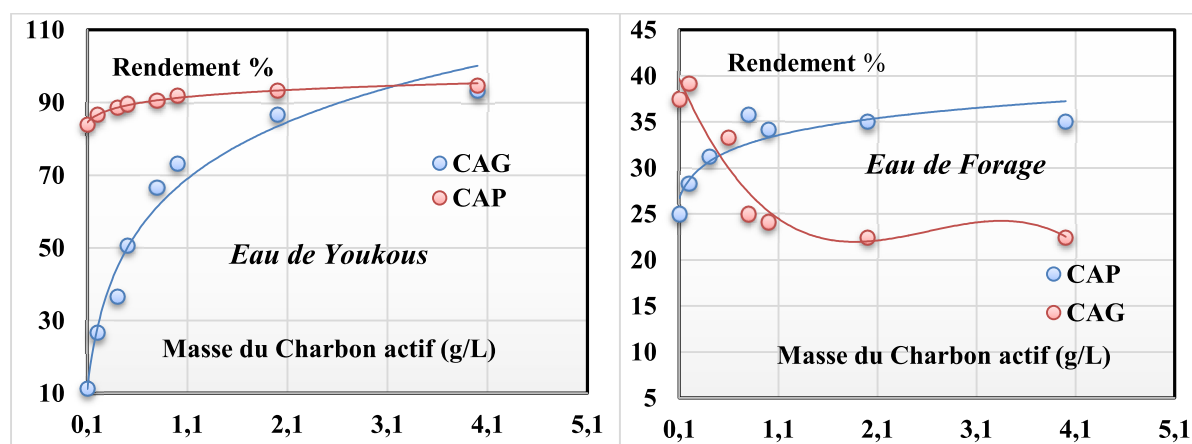 110
90
70
50
30
10
Rendement %
CAG
CAP
Eau de Youkous
Masse du Charbon actif (g/L)
0,1 1,1 2,1 3,1 4,1 5,1
45
40
35
30
25
20
15
10
5
Rendement %
Eau de Forage
CAP
CAG
Masse du Charbon actif (g/L)
0,1 1,1 2,1 3,1 4,1 5,1